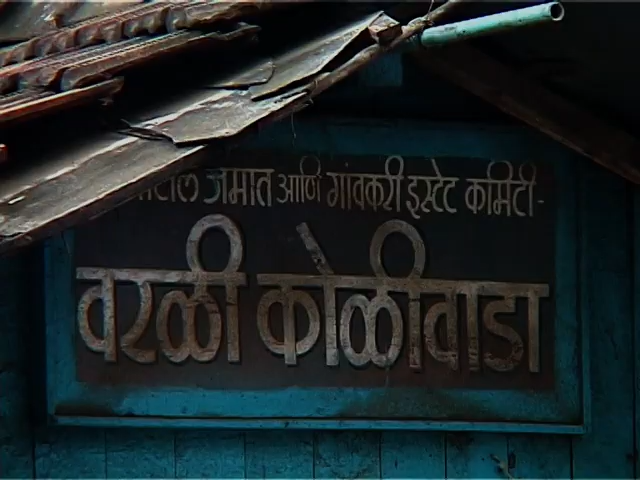 जमात आणि गांवकरी इस्टेट कमिटी-
वरळी कोळीवाडा